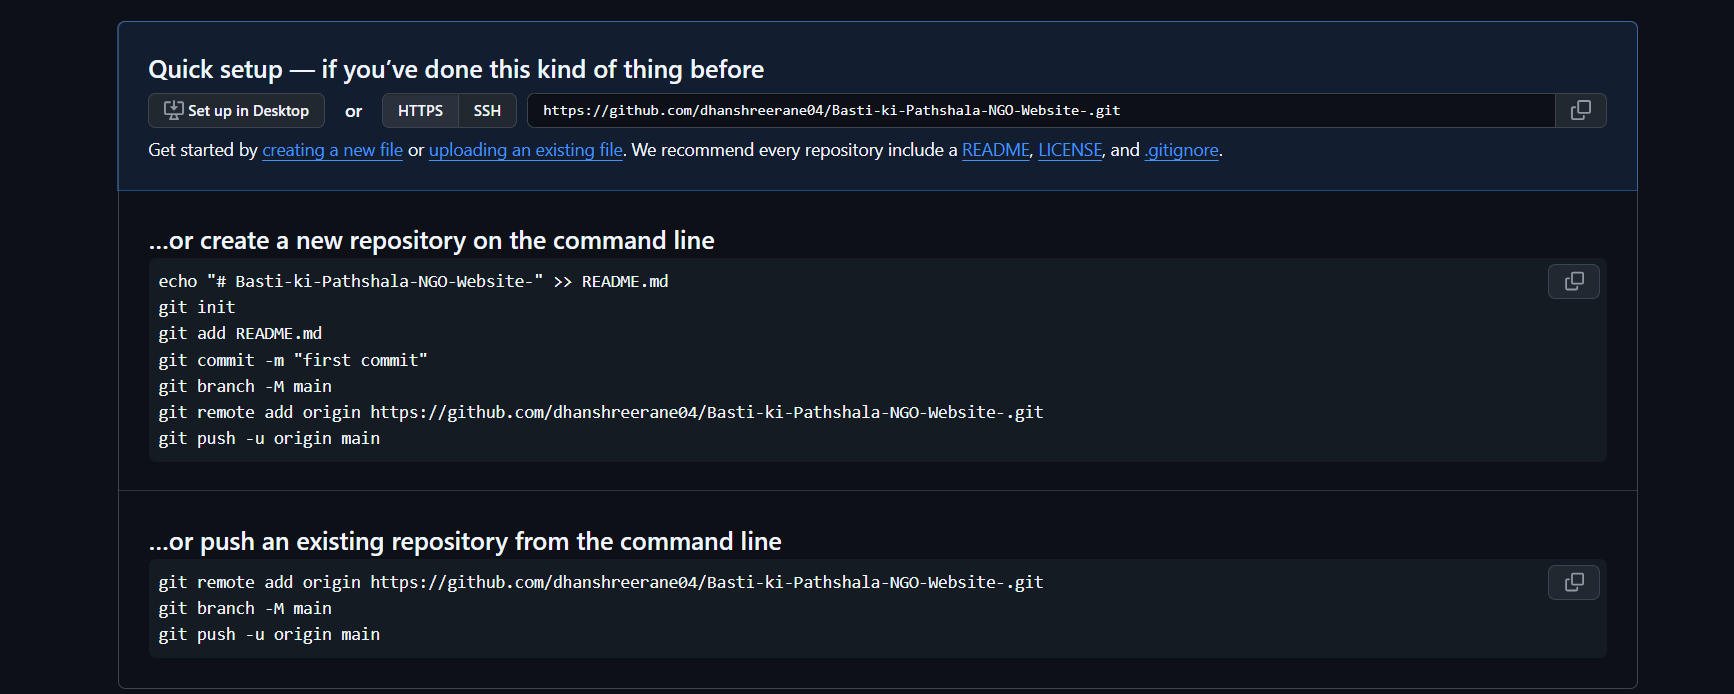 Quick setup — if you’ve done this kind of thing before
Set up in Desktop or HTTPS SSH https://github.com/dhanshreerane04/Basti-ki-Pathshala-NGO-Website-.git
Get started by creating a new file or uploading an existing file. We recommend every repository include a README, LICENSE, and .gitignore.
…or create a new repository on the command line
echo "# Basti-ki-Pathshala-NGO-Website-" >> README.md
git init
git add README.md
git commit -m "first commit"
git branch -M main
git remote add origin https://github.com/dhanshreerane04/Basti-ki-Pathshala-NGO-Website-.git
git push -u origin main
…or push an existing repository from the command line
git remote add origin https://github.com/dhanshreerane04/Basti-ki-Pathshala-NGO-Website-.git
git branch -M main
git push -u origin main